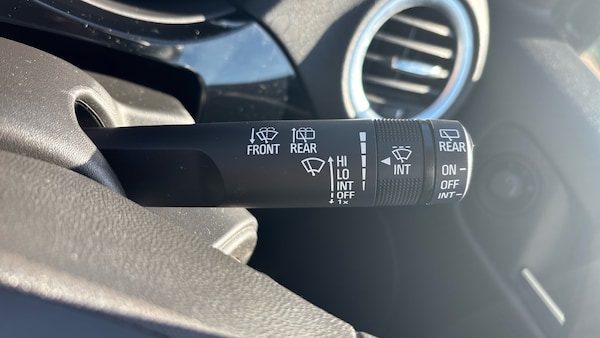 FRONT
REAR
HI
LO
INT
OFF
1x
INT
REAR
ON
OFF
INT